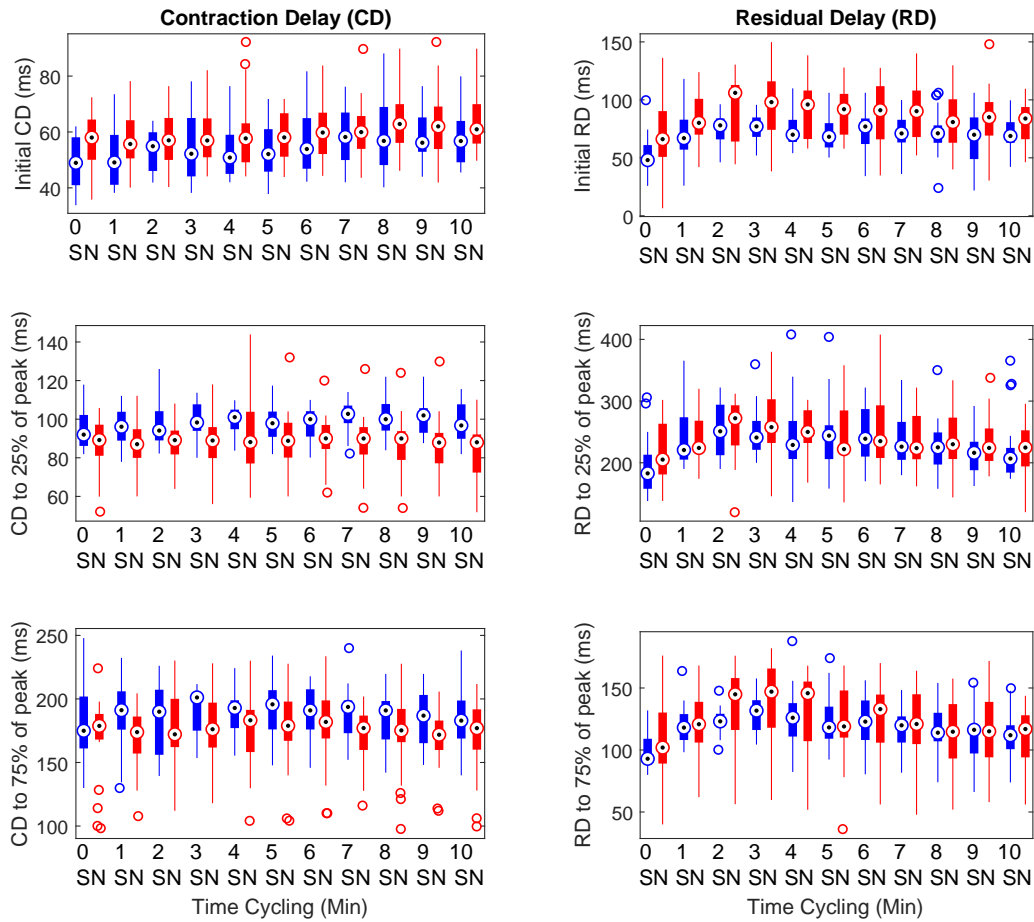 Contraction Delay (CD)
Initial CD (ms)
80
60
40
0 1 2 3 4 5 6 7 8 9 10
SN SN SN SN SN SN SN SN SN SN SN
Residual Delay (RD)
Initial RD (ms)
150
100
50
0
0 1 2 3 4 5 6 7 8 9 10
SN SN SN SN SN SN SN SN SN SN SN
CD to 25% of peak (ms)
140
120
100
80
60
0 1 2 3 4 5 6 7 8 9 10
SN SN SN SN SN SN SN SN SN SN SN
RD to 25% of peak (ms)
400
300
200
0 1 2 3 4 5 6 7 8 9 10
SN SN SN SN SN SN SN SN SN SN SN
CD to 75% of peak (ms)
250
200
150
100
0 1 2 3 4 5 6 7 8 9 10
SN SN SN SN SN SN SN SN SN SN SN
Time Cycling (Min)
RD to 75% of peak (ms)
150
100
50
0 1 2 3 4 5 6 7 8 9 10
SN SN SN SN SN SN SN SN SN SN SN
Time Cycling (Min)